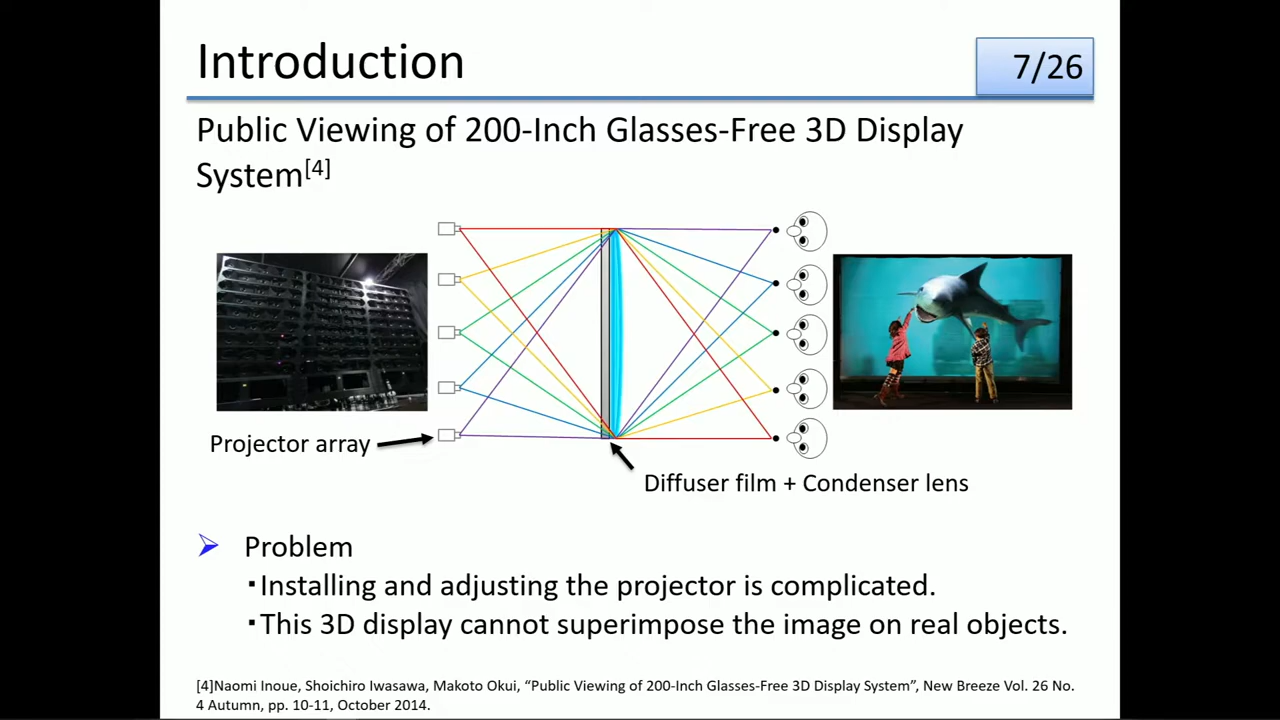 Introduction
7/26
Public Viewing of 200-Inch Glasses-Free 3D Display
System[4]
Projector array
Diffuser film + Condenser lens
➢ Problem
▪Installing and adjusting the projector is complicated.
▪This 3D display cannot superimpose the image on real objects.
[4]Naomi Inoue, Shoichiro Iwasawa, Makoto Okui, “Public Viewing of 200-Inch Glasses-Free 3D Display System”, New Breeze Vol. 26 No.
4 Autumn, pp. 10-11, October 2014.